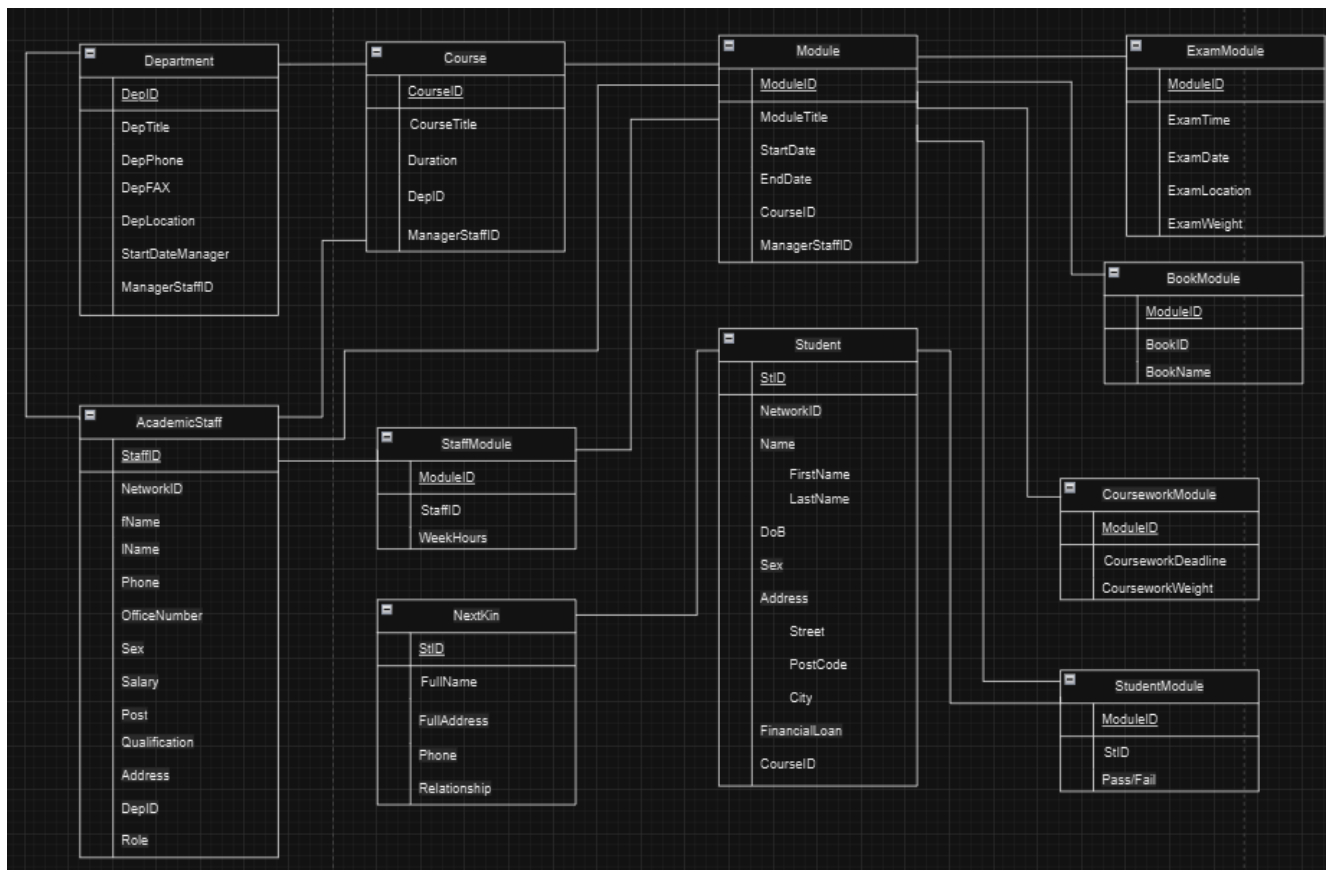 Department
DepID
DepTitle
DepPhone
DepFAX
DepLocation
StartDateManager
ManagerStaffID
Course
CourseID
CourseTitle
Duration
DepID
ManagerStaffID
Module
ModuleID
ModuleTitle
StartDate
EndDate
CourseID
ManagerStaffID
ExamModule
ModuleID
ExamTime
ExamDate
ExamLocation
ExamWeight
BookModule
ModuleID
BookID
BookName
AcademicStaff
StaffID
NetworkID
fName
lName
Phone
OfficeNumber
Sex
Salary
Post
Qualification
Address
DepID
Role
StaffModule
ModuleID
StaffID
WeekHours
NextKin
StID
FullName
FullAddress
Phone
Relationship
Student
StID
NetworkID
Name
FirstName
LastName
DoB
Sex
Address
Street
PostCode
City
FinancialLoan
CourseID
CourseworkModule
ModuleID
CourseworkDeadline
CourseworkWeight
StudentModule
ModuleID
StID
Pass/Fail